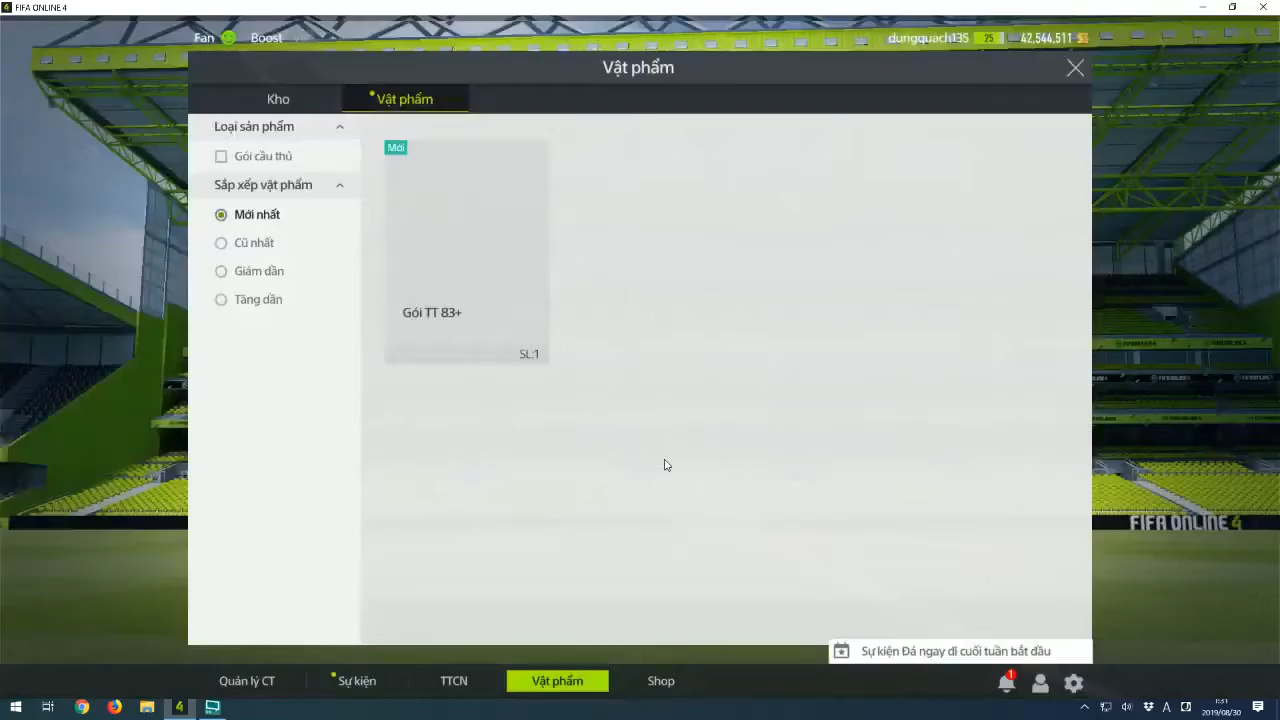 FIFA ONLINE 4
Fan Boost dungquach135 25 42,544,511
Vật phẩm
Kho Vật phẩm
Loại sản phẩm
Gói cầu thủ
Sắp xếp vật phẩm
Mới nhất
Cũ nhất
Giảm dần
Tăng dần
Mới
Gói TT 83+
SL:1
FIFA ONLINE 4
Sự kiện Đá ngay dĩ cuối tuần bắt đầu
Quản lý CT Sự kiện TTCN Vật phẩm Shop 1
1:31
2019/08/30